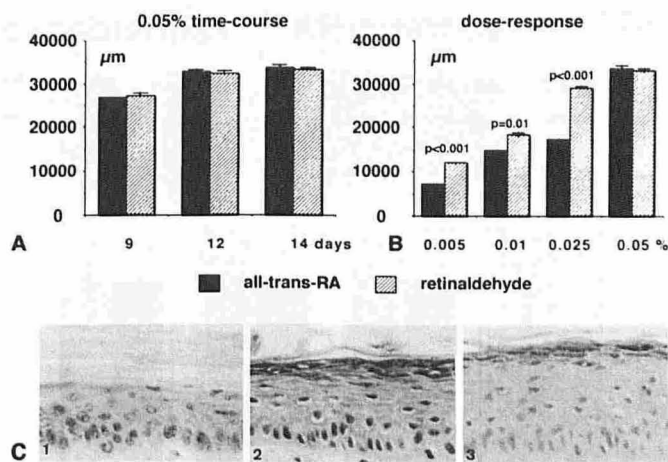 0.05% time-course
dose-response
40000
µm
30000
20000
10000
0
A
9
12
14 days
40000
µm
30000
20000
10000
0
p<0.001
p=0.01
p<0.001
B
0.005
0.01
0.025
0.05 %
all-trans-RA
retinaldehyde
C
1
2
3